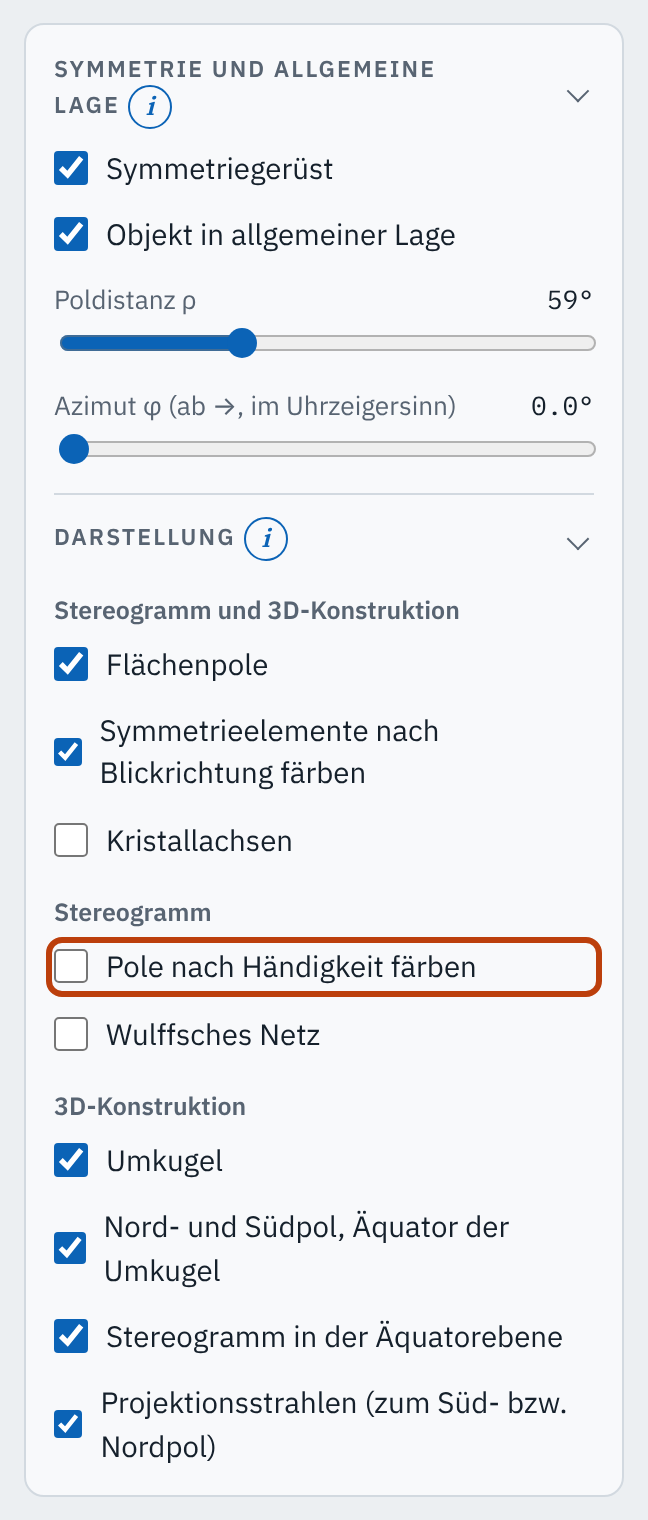 SYMMETRIE UND ALLGEMEINE
LAGE i
Symmetriegerüst
Objekt in allgemeiner Lage
Poldistanz ρ 59°
Azimut φ (ab →, im Uhrzeigersinn) 0.0°
DARSTELLUNG i
Stereogramm und 3D-Konstruktion
Flächenpole
Symmetrieelemente nach
Blickrichtung färben
Kristallachsen
Stereogramm
Pole nach Händigkeit färben
Wulffsches Netz
3D-Konstruktion
Umkugel
Nord- und Südpol, Äquator der
Umkugel
Stereogramm in der Äquatorebene
Projektionsstrahlen (zum Süd- bzw.
Nordpol)